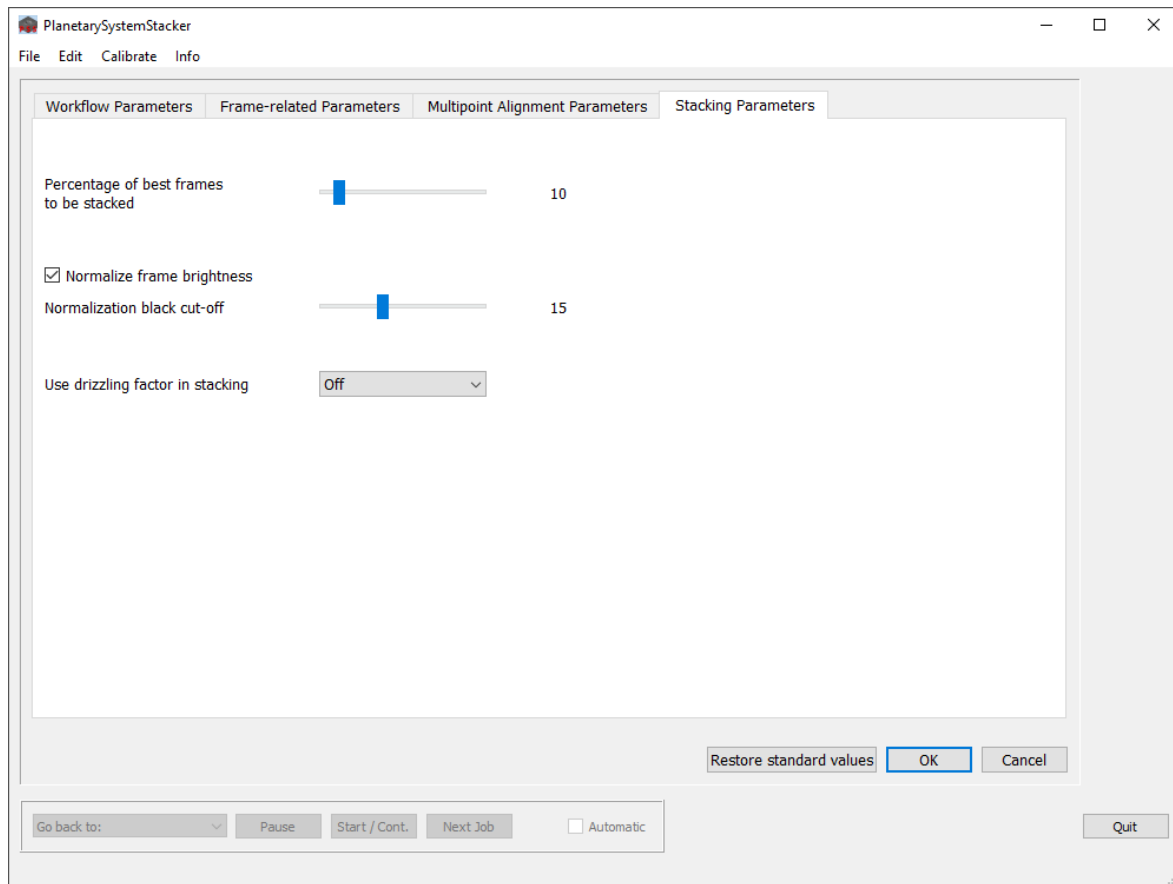 PlanetarySystemStacker
File Edit Calibrate Info
Workflow Parameters Frame-related Parameters Multipoint Alignment Parameters Stacking Parameters
Percentage of best frames
to be stacked
10
Normalize frame brightness
Normalization black cut-off 15
Use drizzling factor in stacking Off
Restore standard values OK Cancel
Go back to: Pause Start / Cont. Next Job Automatic Quit